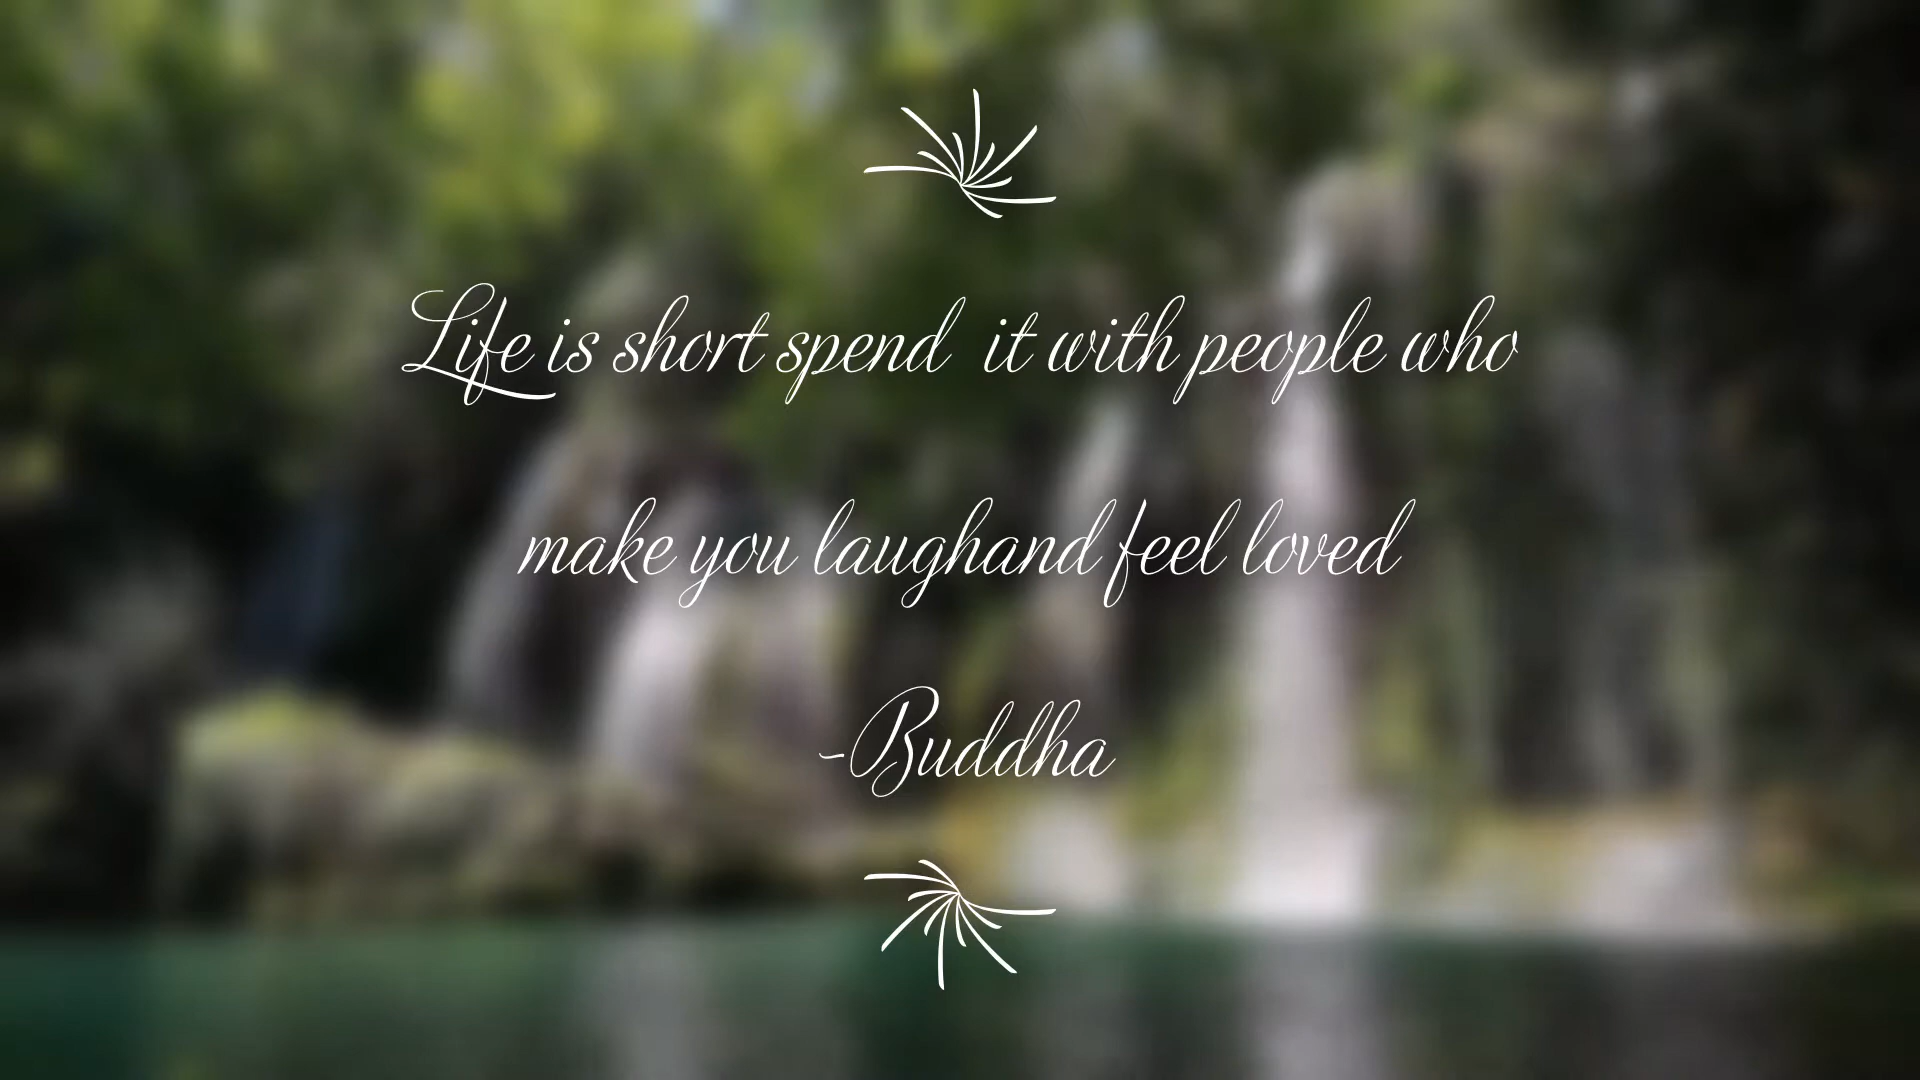 Life is short spend  it with people who
make you laughand feel loved
-Buddha